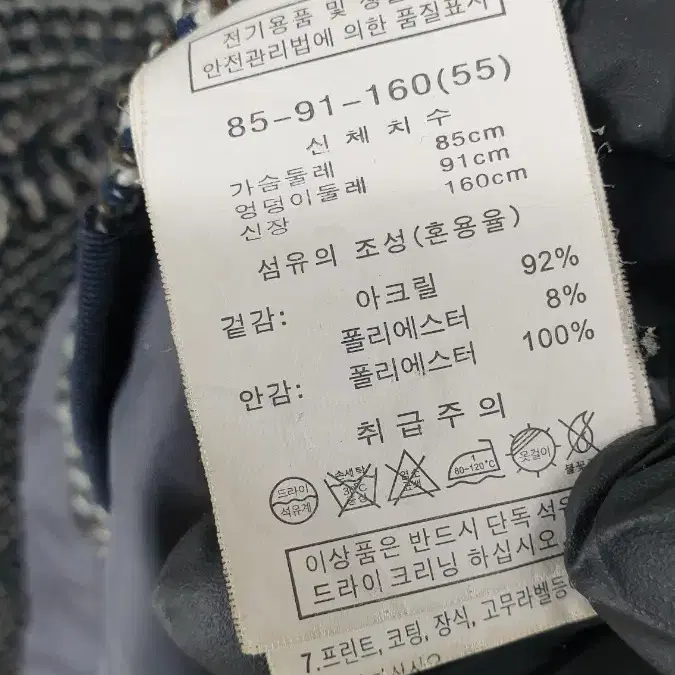 전기용품 및 생활
안전관리법에 의한 품질표시
85-91-160(55)
신 체 치 수
가슴둘레 85cm
엉덩이둘레 91cm
신장 160cm
섬유의 조성(혼용율)
겉감: 아크릴 92%
폴리에스터 8%
안감: 폴리에스터 100%
취 급 주 의
드라이
석유계
손세탁
30℃
중성
염소
표백
80-120℃
옷걸이
이상품은 반드시 단독 석유
드라이 크리닝 하십시오.
7.프린트, 코팅, 장식, 고무라벨등